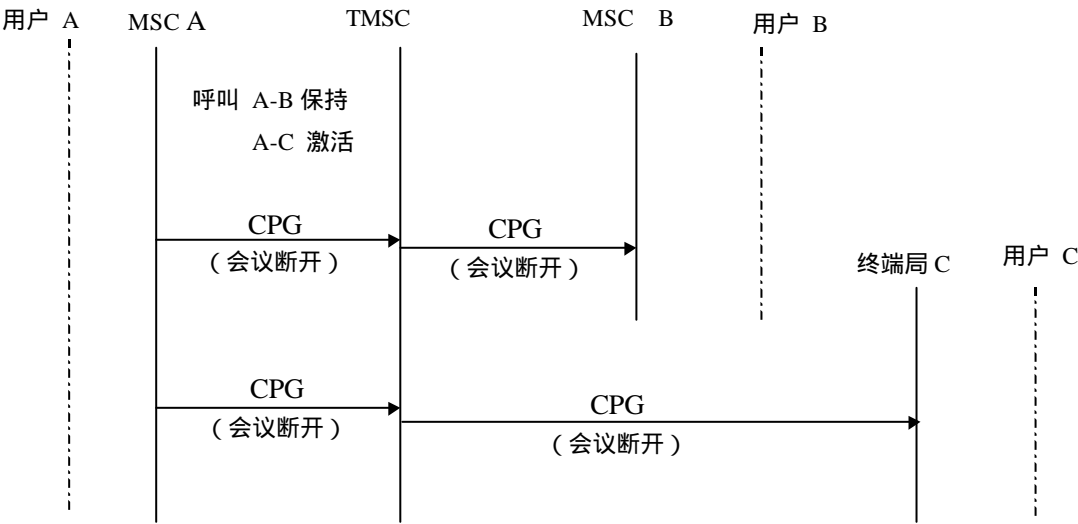 用户 A
MSC A
TMSC
MSC B
用户 B
呼叫 A-B 保持
A-C 激活
CPG
(会议断开)
CPG
(会议断开)
终端局 C
用户 C
CPG
(会议断开)
CPG
(会议断开)